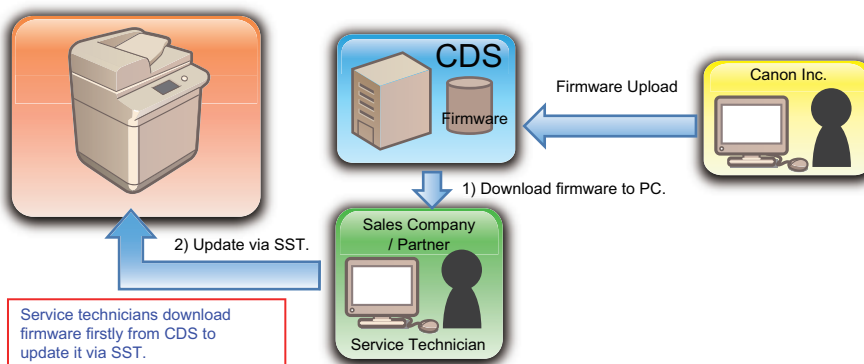 CDS
Firmware
Firmware Upload
Canon Inc.
1) Download firmware to PC.
Sales Company
/ Partner
Service Technician
2) Update via SST.
Service technicians download
firmware firstly from CDS to
update it via SST.